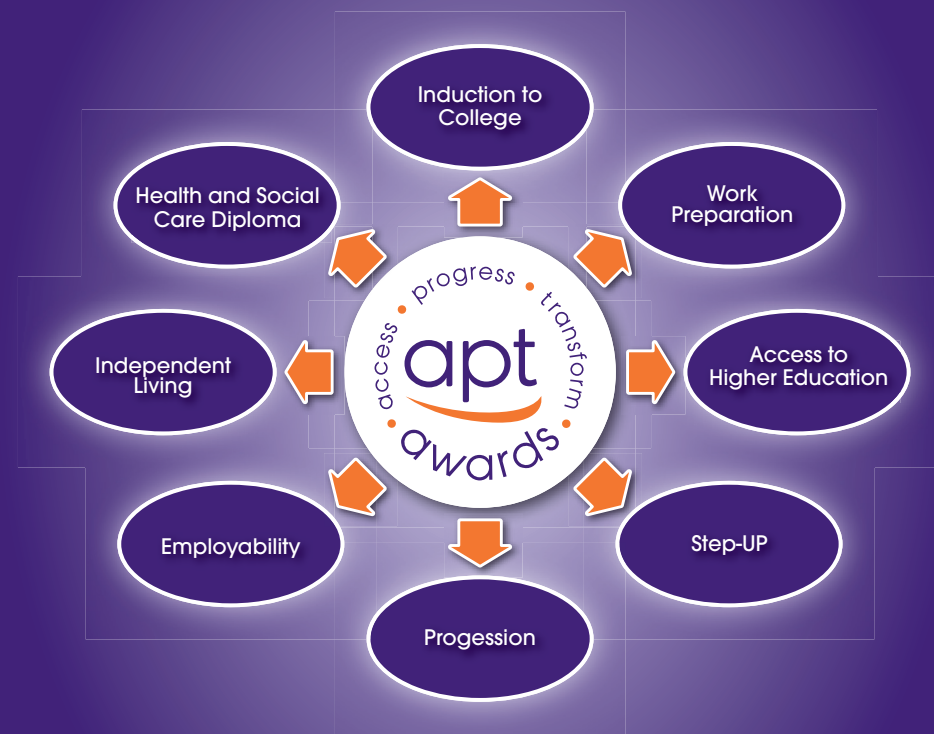 Induction to
College
Health and Social
Care Diploma
Work
Preparation
access • progress • transform •
apt
awards
Independent
Living
Access to
Higher Education
Employability
Step-UP
Progession